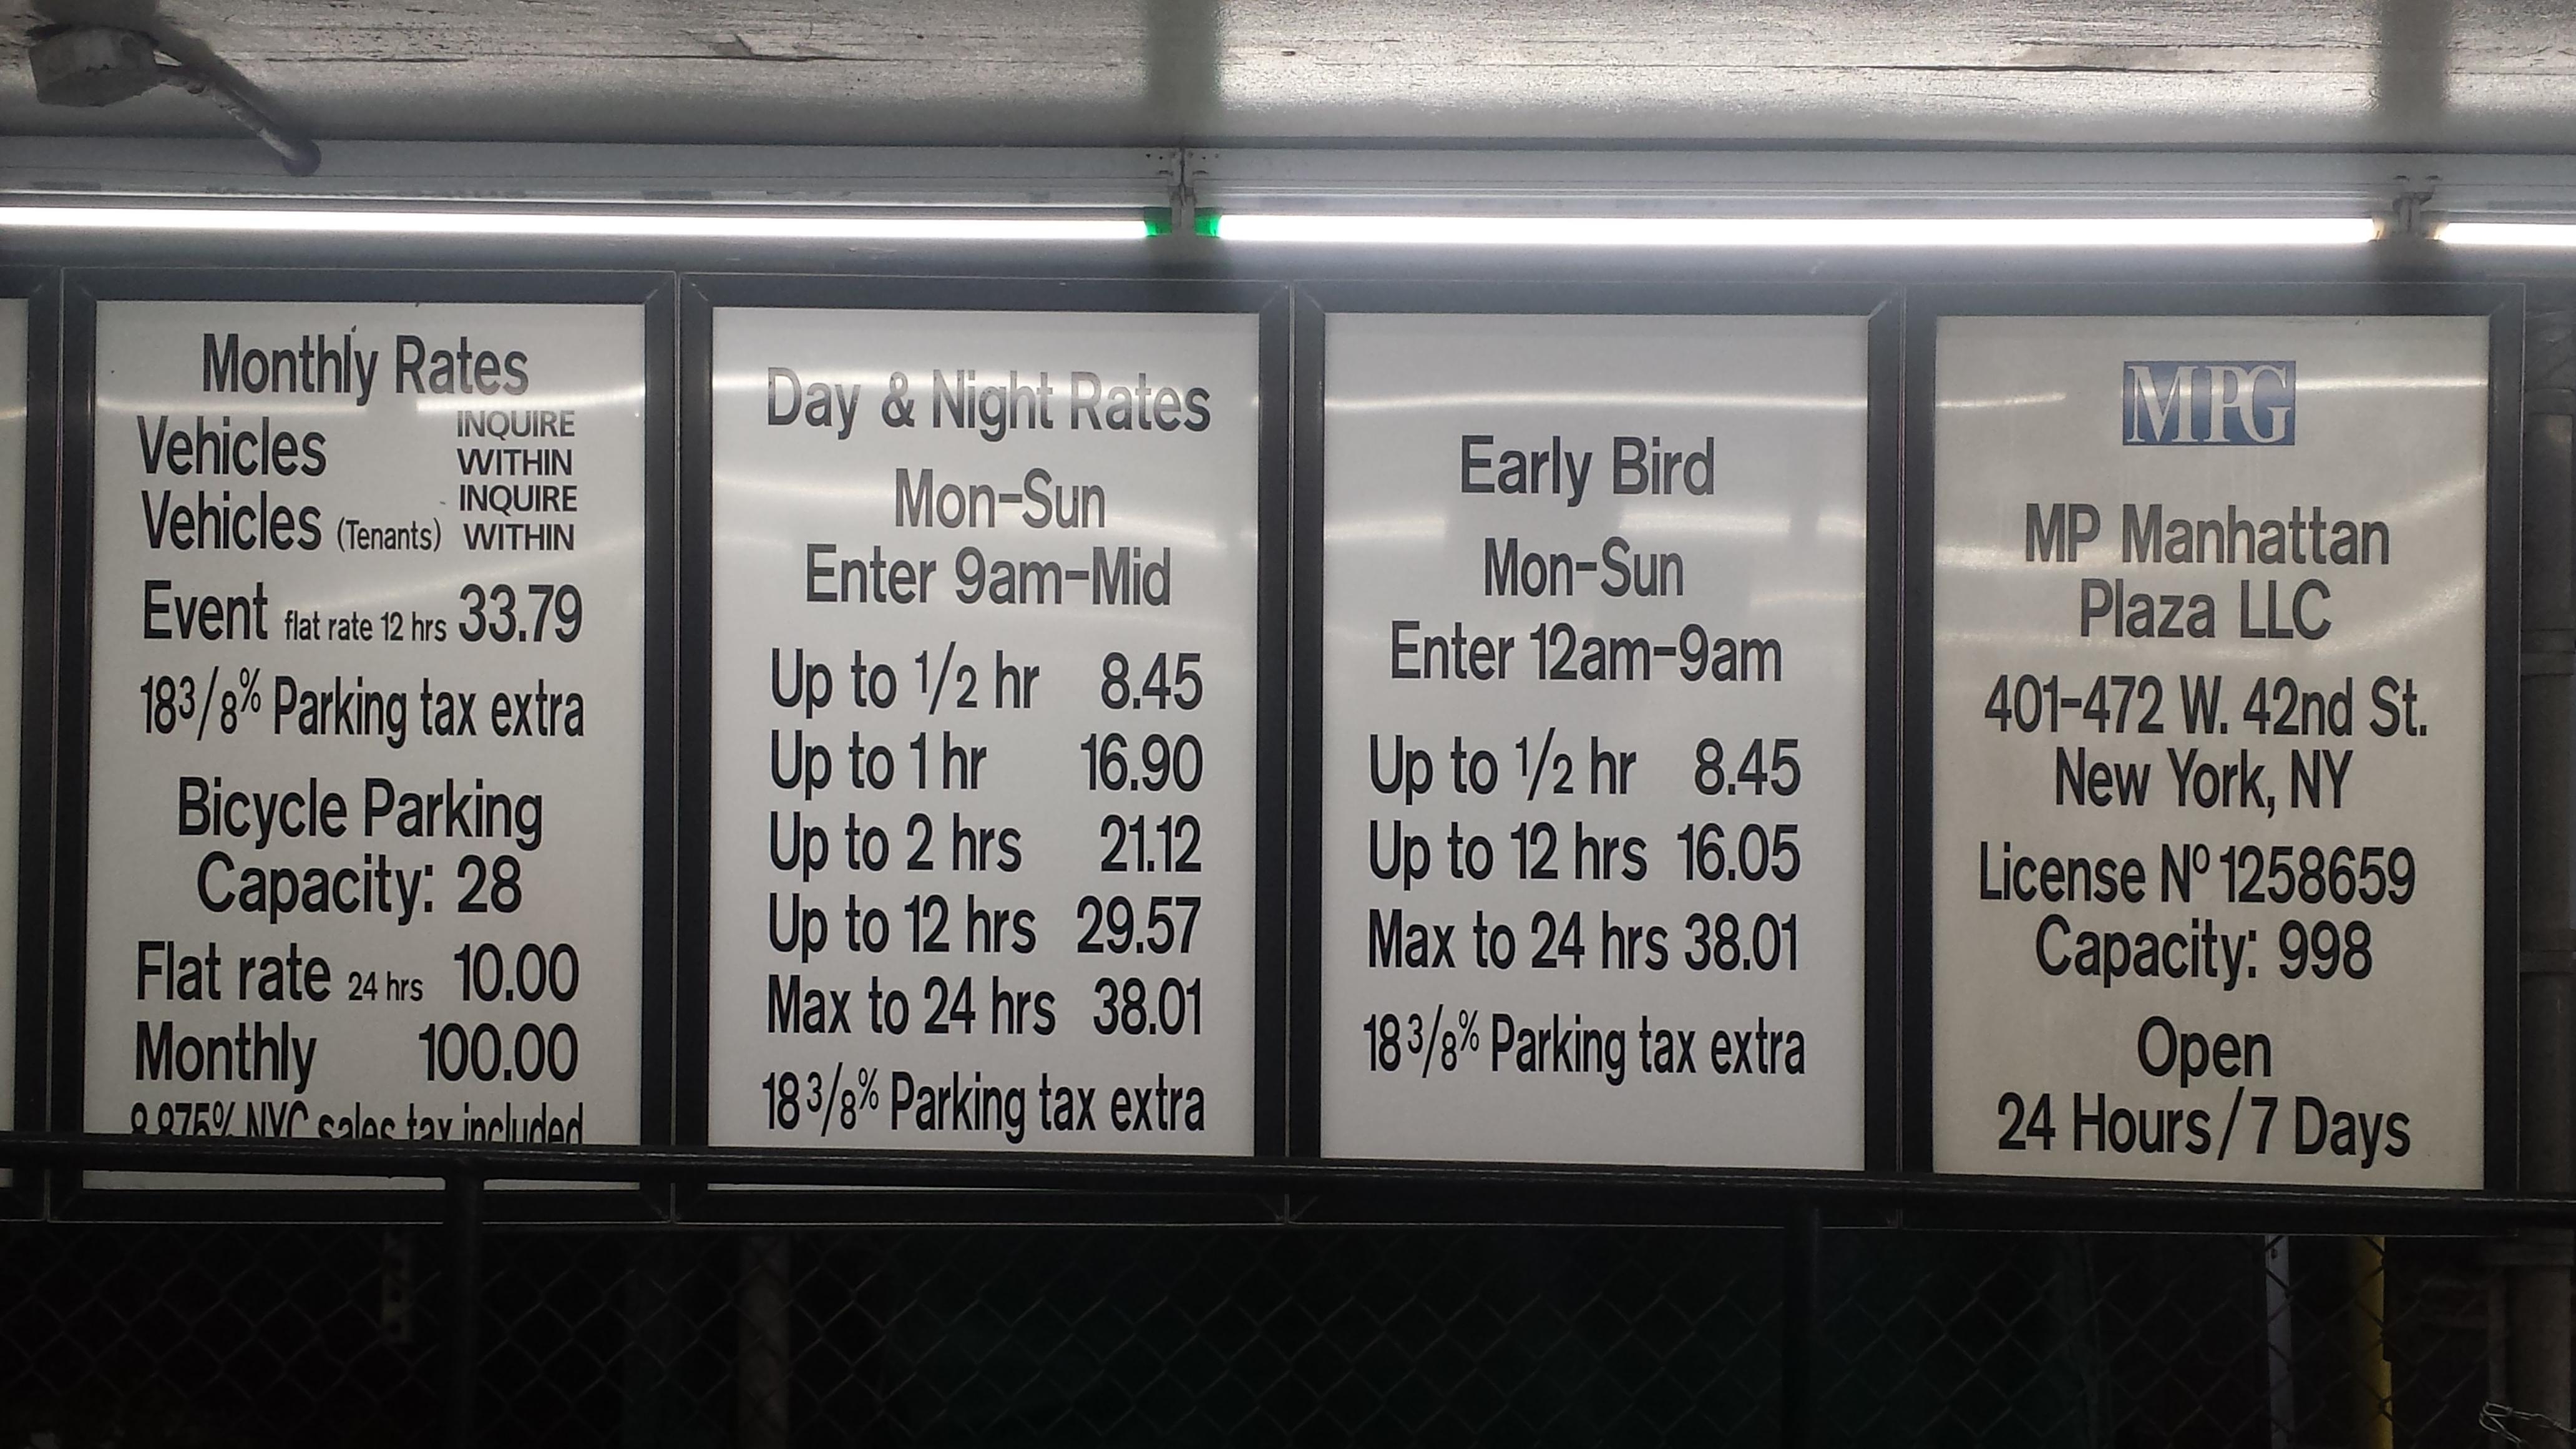 Monthly Rates
Vehicles INQUIRE WITHIN
Vehicles (Tenants) INQUIRE WITHIN
Event flat rate 12 hrs 33.79
18 3/8% Parking tax extra
Bicycle Parking
Capacity: 28
Flat rate 24 hrs 10.00
Monthly 100.00
8.875% NYC sales tax included
Day & Night Rates
Mon-Sun
Enter 9am-Mid
Up to 1/2 hr 8.45
Up to 1 hr 16.90
Up to 2 hrs 21.12
Up to 12 hrs 29.57
Max to 24 hrs 38.01
18 3/8% Parking tax extra
Early Bird
Mon-Sun
Enter 12am-9am
Up to 1/2 hr 8.45
Up to 12 hrs 16.05
Max to 24 hrs 38.01
18 3/8% Parking tax extra
MPG
MP Manhattan
Plaza LLC
401-472 W. 42nd St.
New York, NY
License Nº 1258659
Capacity: 998
Open
24 Hours/7 Days